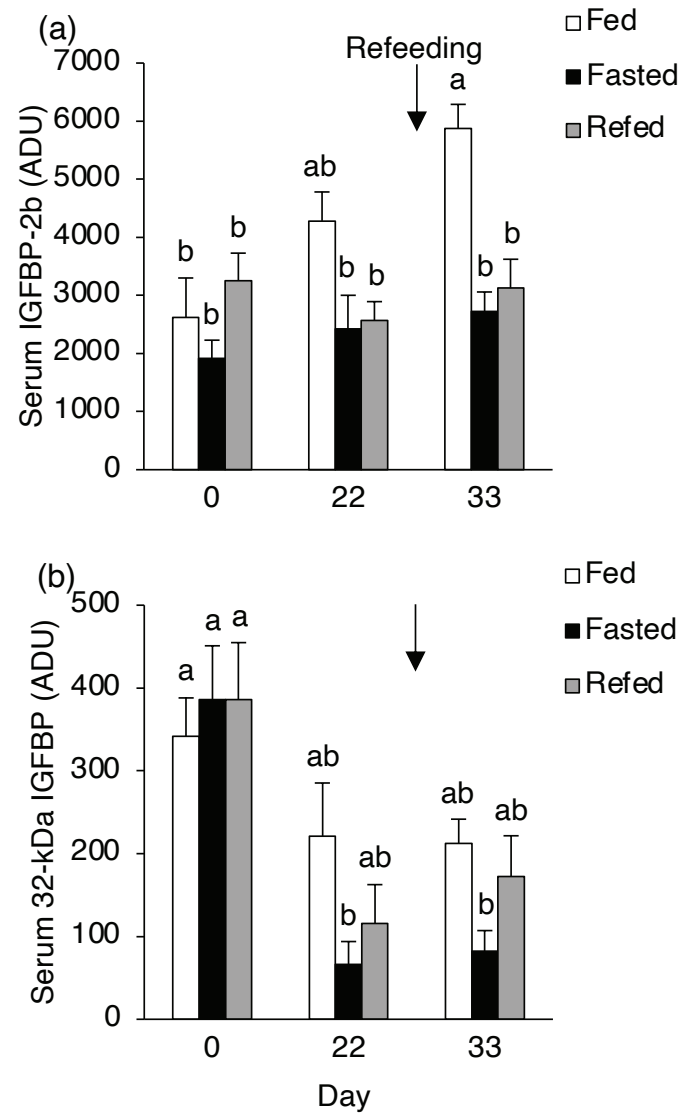 (a)
Refeeding
Fed
Fasted
Refed
Serum IGFBP-2b (ADU)
7000
6000
5000
4000
3000
2000
1000
0
b
b
b
ab
b
b
a
b
b
0 22 33
(b)
Fed
Fasted
Refed
Serum 32-kDa IGFBP (ADU)
500
400
300
200
100
0
a
a
a
ab
b
ab
ab
b
ab
0 22 33
Day